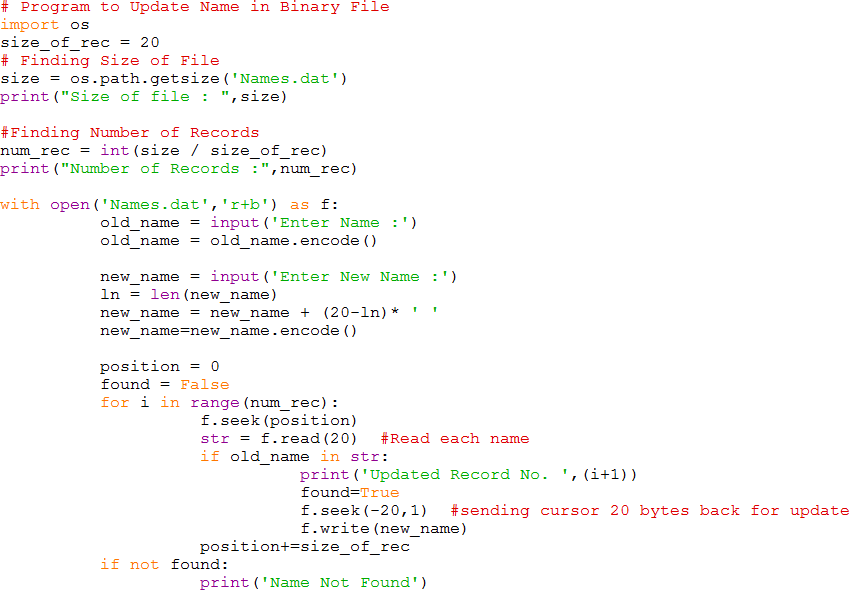 # Program to Update Name in Binary File
import os
size_of_rec = 20
# Finding Size of File
size = os.path.getsize('Names.dat')
print("Size of file : ",size)

#Finding Number of Records
num_rec = int(size / size_of_rec)
print("Number of Records :",num_rec)

with open('Names.dat','r+b') as f:
          old_name = input('Enter Name :')
          old_name = old_name.encode()

          new_name = input('Enter New Name :')
          ln = len(new_name)
          new_name = new_name + (20-ln)* ' '
          new_name=new_name.encode()

          position = 0
          found = False
          for i in range(num_rec):
                    f.seek(position)
                    str = f.read(20)  #Read each name
                    if old_name in str:
                              print('Updated Record No. ',(i+1))
                              found=True
                              f.seek(-20,1)  #sending cursor 20 bytes back for update
                              f.write(new_name)
                    position+=size_of_rec
          if not found:
                    print('Name Not Found')